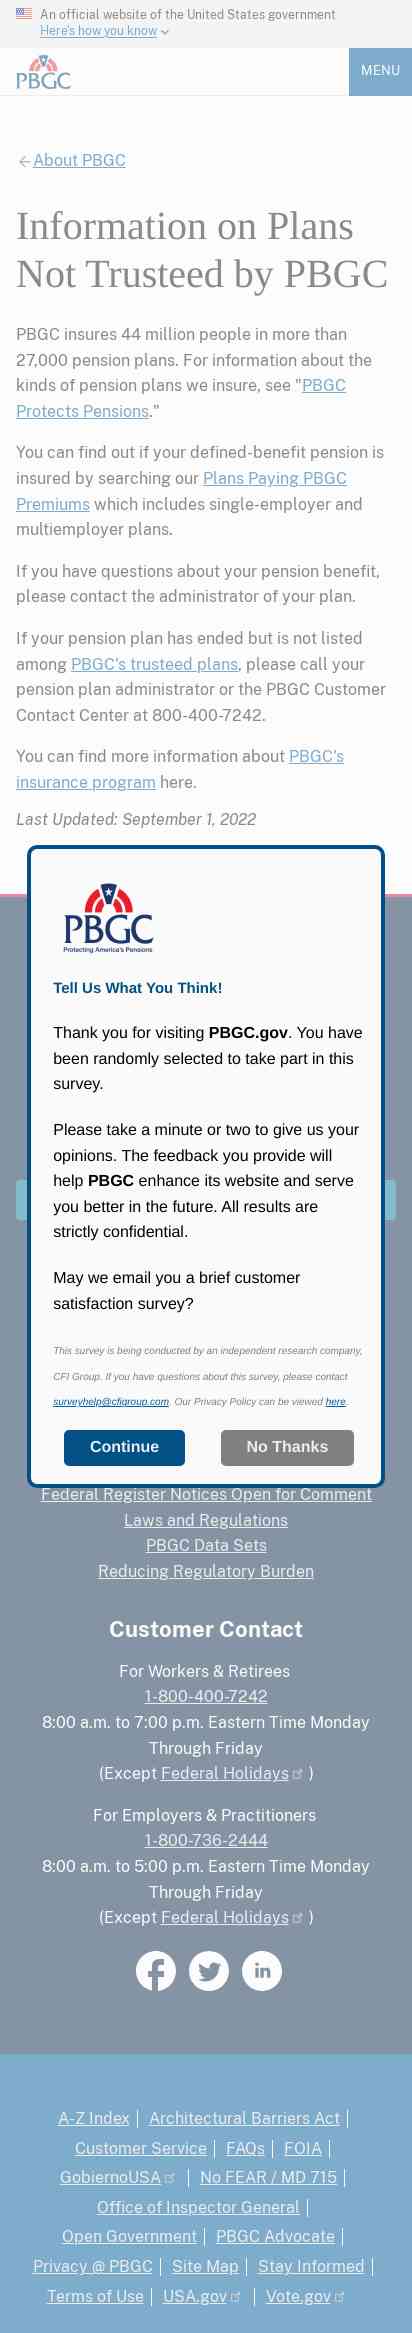 An official website of the United States government
Here's how you know
PBGC
MENU
About PBGC
Information on Plans
Not Trusteed by PBGC
PBGC insures 44 million people in more than
27,000 pension plans. For information about the
kinds of pension plans we insure, see "PBGC
Protects Pensions."
You can find out if your defined-benefit pension is
insured by searching our Plans Paying PBGC
Premiums which includes single-employer and
multiemployer plans.
If you have questions about your pension benefit,
please contact the administrator of your plan.
If your pension plan has ended but is not listed
among PBGC's trusteed plans, please call your
pension plan administrator or the PBGC Customer
Contact Center at 800-400-7242.
You can find more information about PBGC's
insurance program here.
Last Updated: September 1, 2022
PBGC
Protecting America's Pensions
Tell Us What You Think!
Thank you for visiting PBGC.gov. You have
been randomly selected to take part in this
survey.
Please take a minute or two to give us your
opinions. The feedback you provide will
help PBGC enhance its website and serve
you better in the future. All results are
strictly confidential.
May we email you a brief customer
satisfaction survey?
This survey is being conducted by an independent research company,
CFI Group. If you have questions about this survey, please contact
surveyhelp@cfigroup.com. Our Privacy Policy can be viewed here.
Continue No Thanks
Federal Register Notices Open for Comment
Laws and Regulations
PBGC Data Sets
Reducing Regulatory Burden
Customer Contact
For Workers & Retirees
1-800-400-7242
8:00 a.m. to 7:00 p.m. Eastern Time Monday
Through Friday
(Except Federal Holidays )
For Employers & Practitioners
1-800-736-2444
8:00 a.m. to 5:00 p.m. Eastern Time Monday
Through Friday
(Except Federal Holidays )
A-Z Index | Architectural Barriers Act |
Customer Service | FAQs | FOIA |
GobiernoUSA | No FEAR / MD 715 |
Office of Inspector General |
Open Government | PBGC Advocate |
Privacy @ PBGC | Site Map | Stay Informed |
Terms of Use | USA.gov | Vote.gov